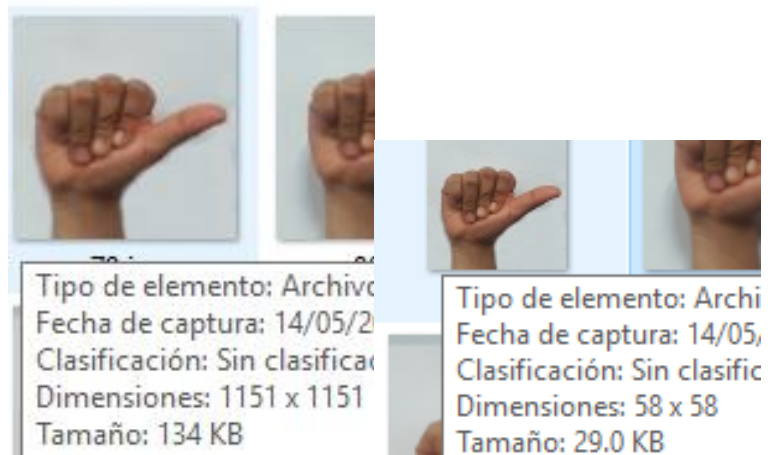 Tipo de elemento: Archivo
Fecha de captura: 14/05/2
Clasificación: Sin clasifica
Dimensiones: 1151 x 1151
Tamaño: 134 KB
Tipo de elemento: Archi
Fecha de captura: 14/05/
Clasificación: Sin clasific
Dimensiones: 58 x 58
Tamaño: 29.0 KB